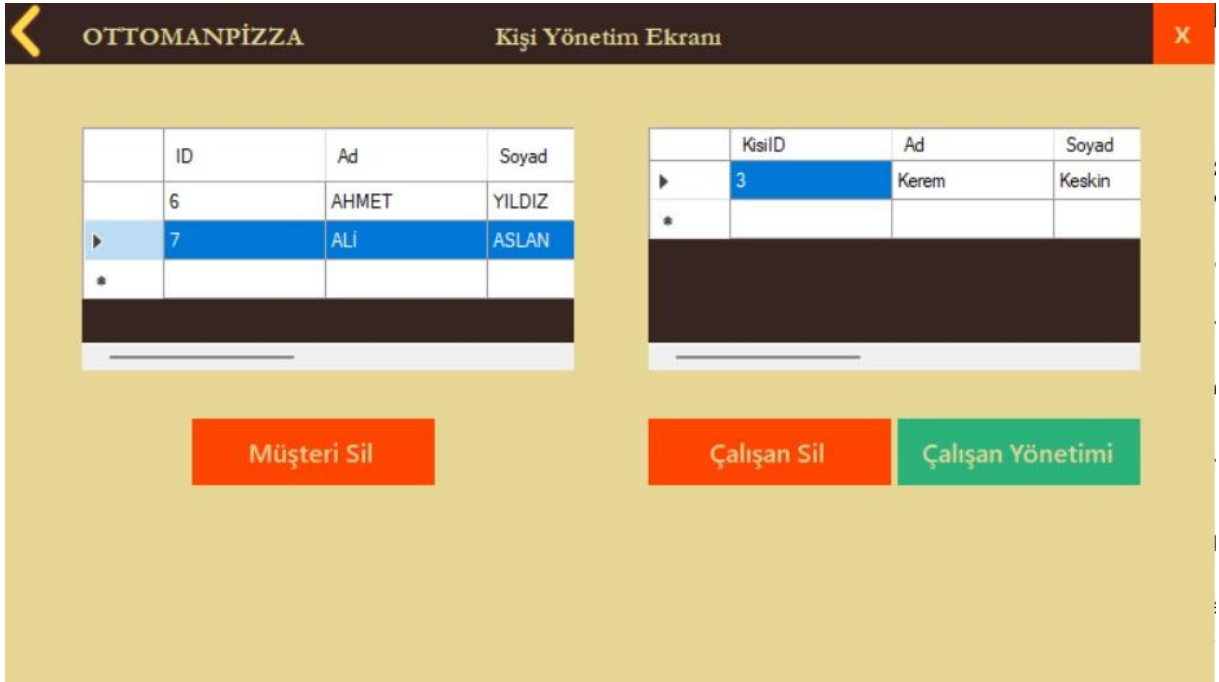 OTTOMANPİZZA Kişi Yönetim Ekranı X
ID Ad Soyad
6 AHMET YILDIZ
7 ALİ ASLAN
KisiID Ad Soyad
3 Kerem Keskin
Müşteri Sil
Çalışan Sil
Çalışan Yönetimi